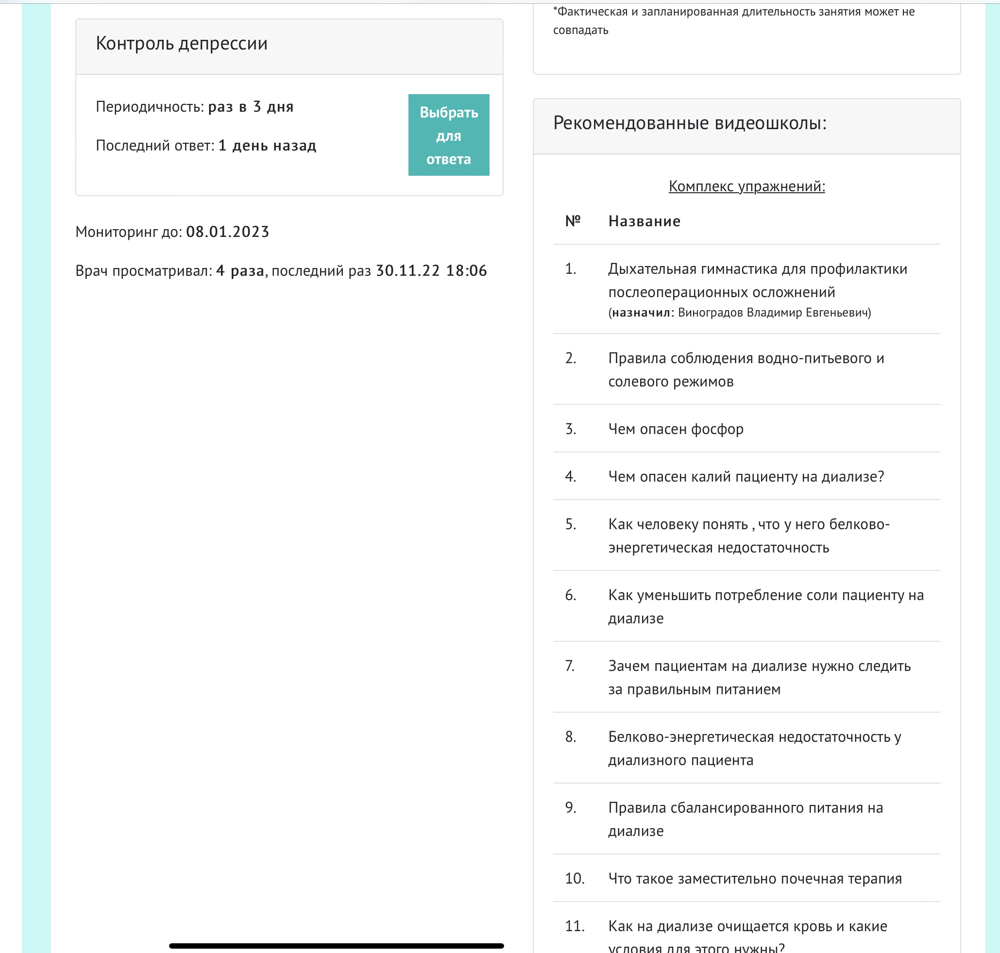 Контроль депрессии
Периодичность: раз в 3 дня
Последний ответ: 1 день назад
Выбрать
для
ответа
Мониторинг до: 08.01.2023
Врач просматривал: 4 раза, последний раз 30.11.22 18:06
*Фактическая и запланированная длительность занятия может не
совпадать
Рекомендованные видеошколы:
Комплекс упражнений:
№ Название
1. Дыхательная гимнастика для профилактики
послеоперационных осложнений
(назначил: Виноградов Владимир Евгеньевич)
2. Правила соблюдения водно-питьевого и
солевого режимов
3. Чем опасен фосфор
4. Чем опасен калий пациенту на диализе?
5. Как человеку понять , что у него белково-
энергетическая недостаточность
6. Как уменьшить потребление соли пациенту на
диализе
7. Зачем пациентам на диализе нужно следить
за правильным питанием
8. Белково-энергетическая недостаточность у
диализного пациента
9. Правила сбалансированного питания на
диализе
10. Что такое заместительно почечная терапия
11. Как на диализе очищается кровь и какие
условия для этого нужны?